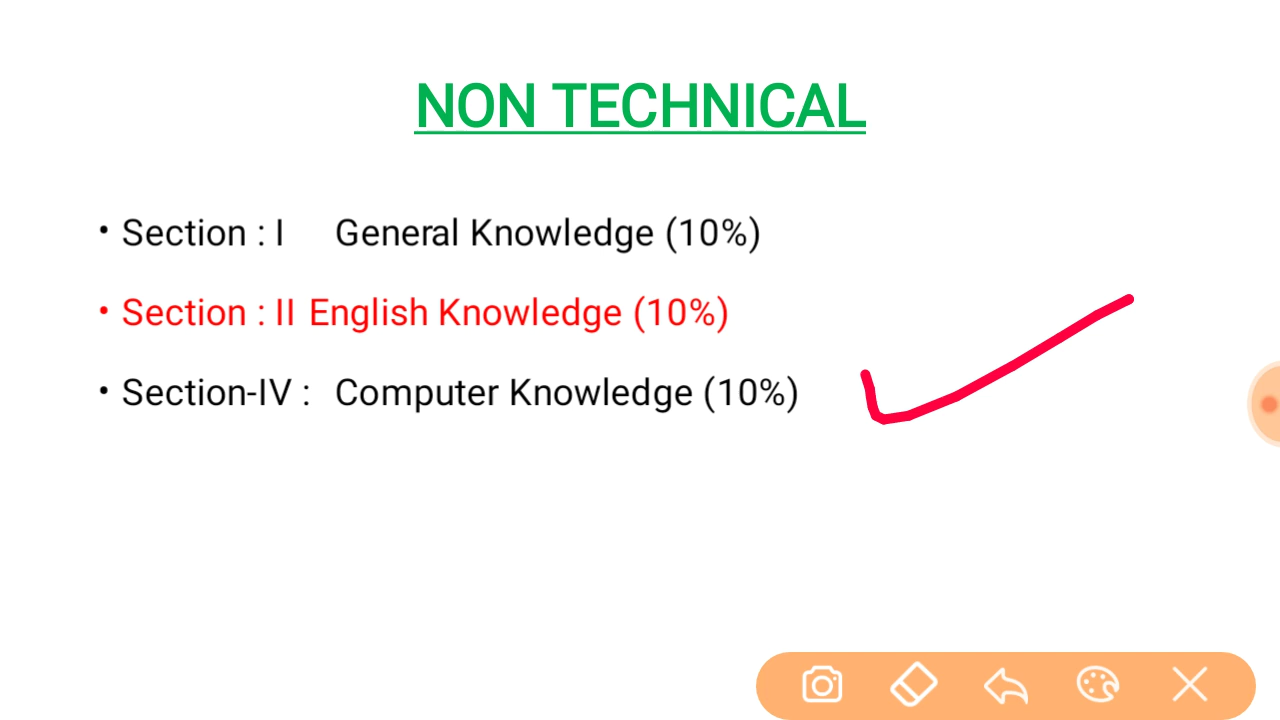 NON TECHNICAL
• Section : I General Knowledge (10%)
• Section : II English Knowledge (10%)
• Section-IV : Computer Knowledge (10%)